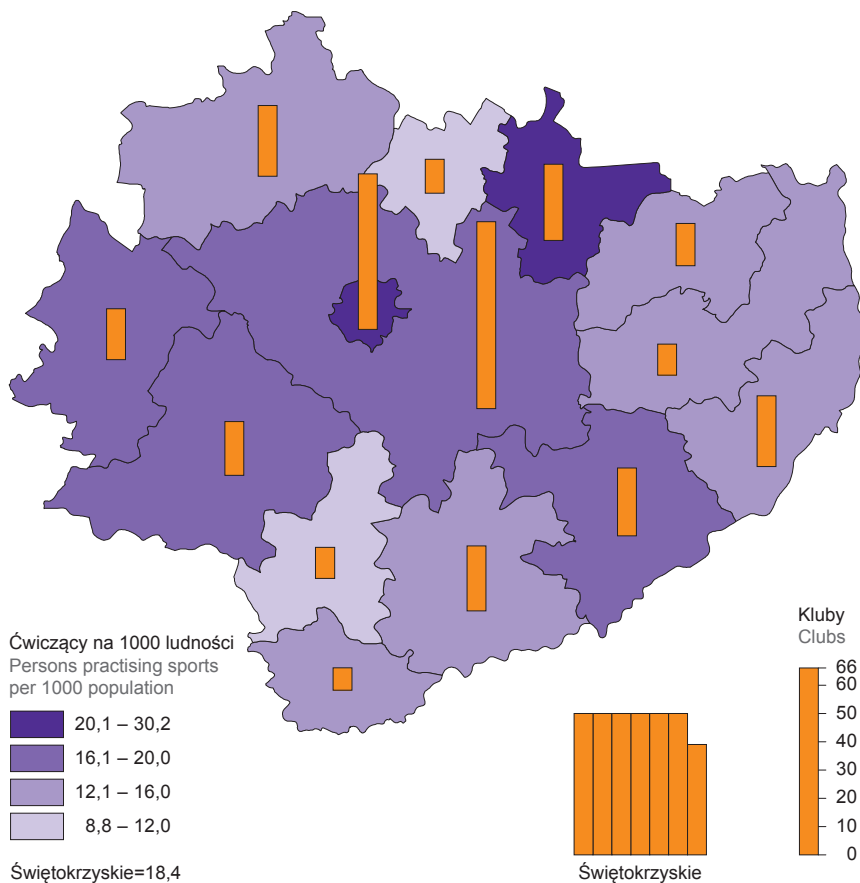 Ćwiczący na 1000 ludności
Persons practising sports
per 1000 population
20,1 – 30,2
16,1 – 20,0
12,1 – 16,0
8,8 – 12,0
Świętokrzyskie=18,4
Świętokrzyskie
Kluby
Clubs
66
60
50
40
30
20
10
0